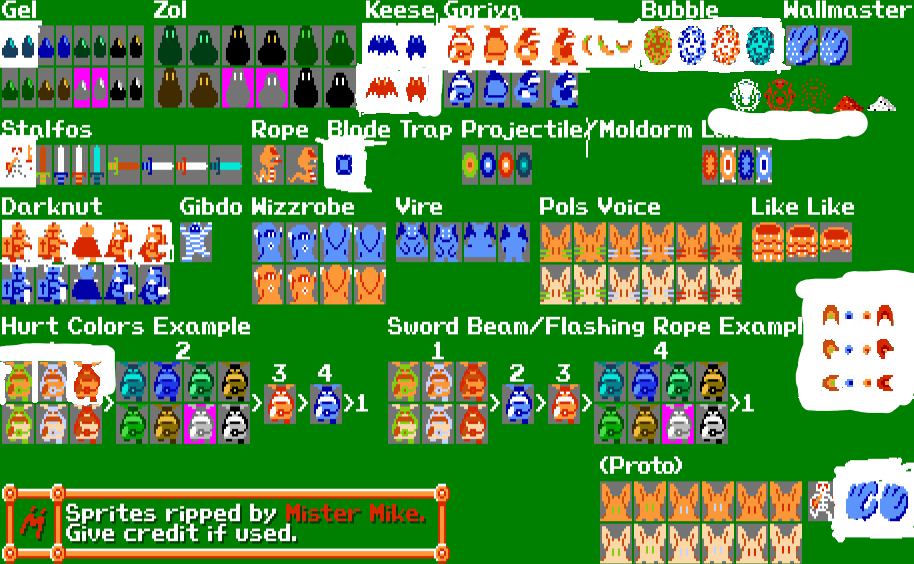 Gel Zol Keese Goriya Bubble Wallmaster
Stalfos Rope Blade Trap Projectile/Moldorm
Darknut Gibdo Wizzrobe Vire Pols Voice Like Like
Hurt Colors Example Sword Beam/Flashing Rope Exampl
2 1 4
3 4 2 3
> > >1 > > > >1
(Proto)
Sprites ripped by Mister Mike.
Give credit if used.